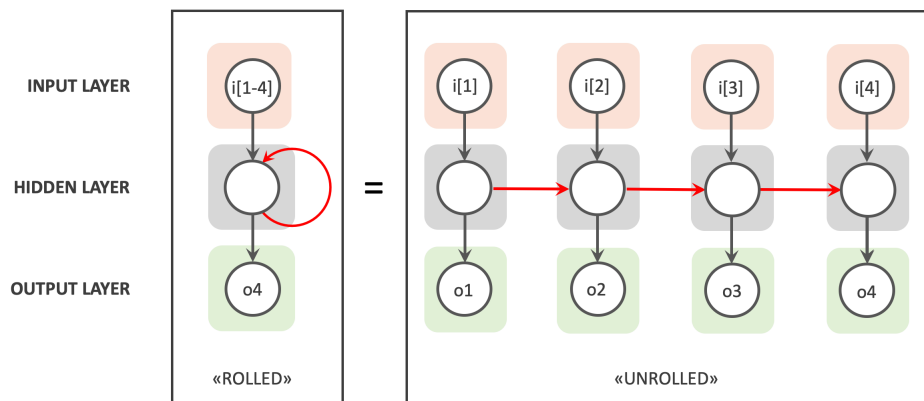 INPUT LAYER
i[1-4]
i[1]
i[2]
i[3]
i[4]
HIDDEN LAYER
=
OUTPUT LAYER
o4
o1
o2
o3
o4
«ROLLED»
«UNROLLED»